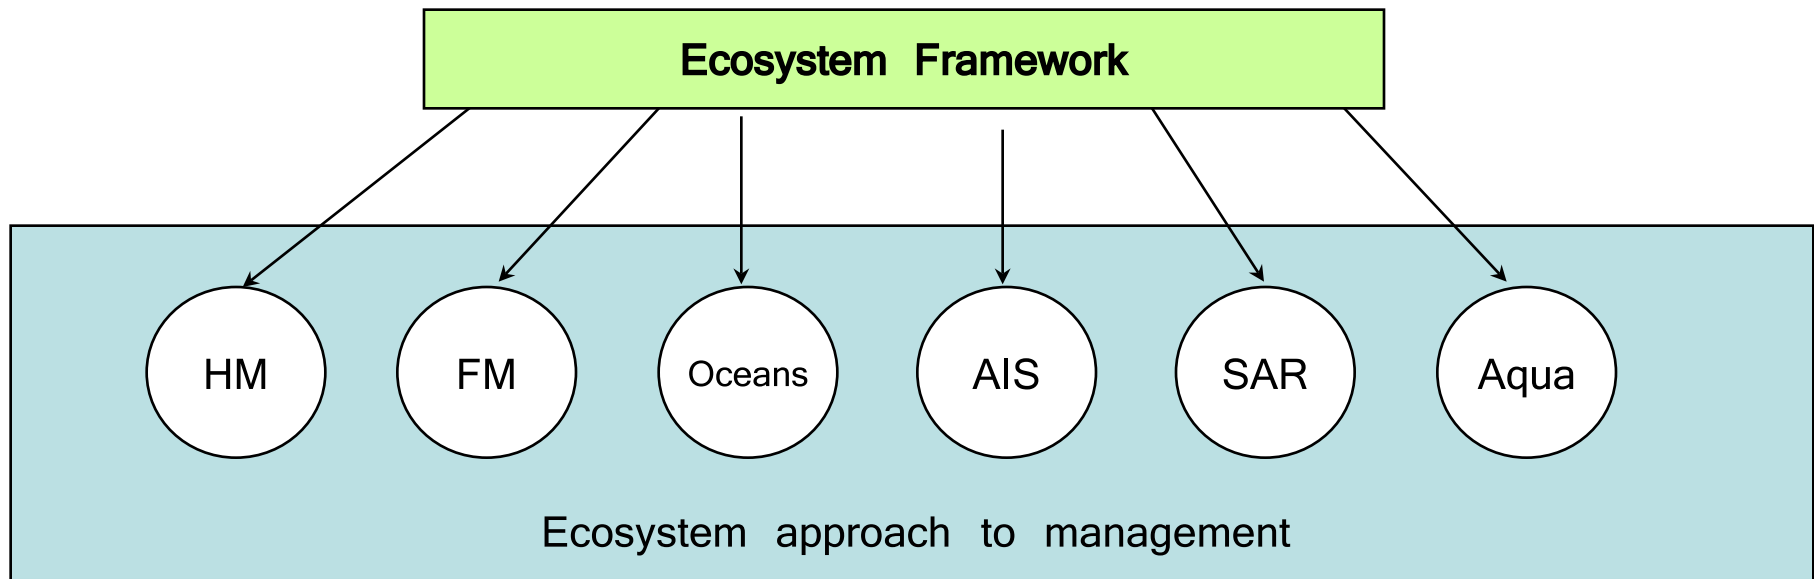 Ecosystem Framework
HM FM Oceans AIS SAR Aqua
Ecosystem approach to management